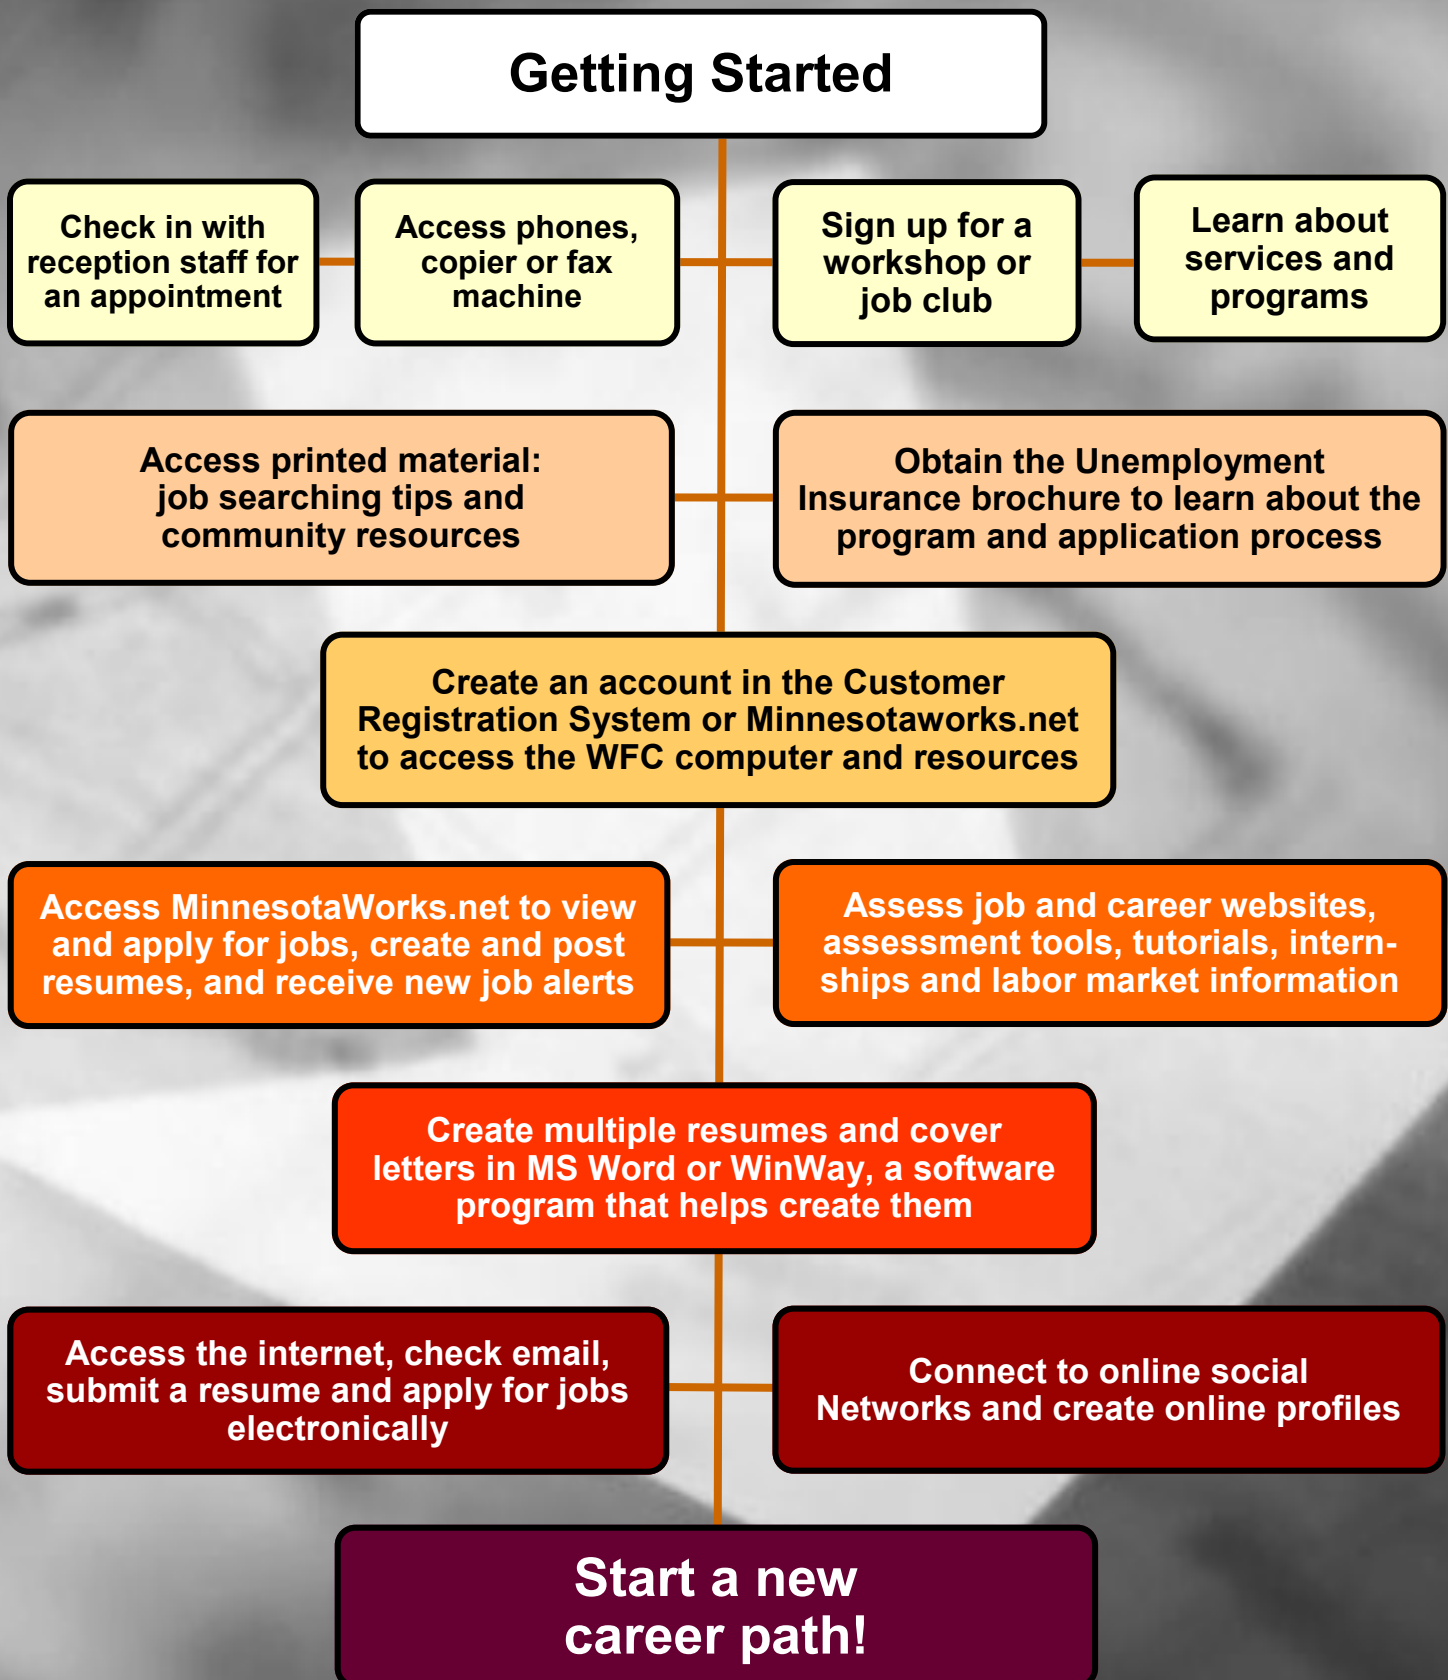 Getting Started
Check in with
reception staff for
an appointment
Access phones,
copier or fax
machine
Sign up for a
workshop or
job club
Learn about
services and
programs
Access printed material:
job searching tips and
community resources
Obtain the Unemployment
Insurance brochure to learn about the
program and application process
Create an account in the Customer
Registration System or Minnesotaworks.net
to access the WFC computer and resources
Access MinnesotaWorks.net to view
and apply for jobs, create and post
resumes, and receive new job alerts
Assess job and career websites,
assessment tools, tutorials, intern-
ships and labor market information
Create multiple resumes and cover
letters in MS Word or WinWay, a software
program that helps create them
Access the internet, check email,
submit a resume and apply for jobs
electronically
Connect to online social
Networks and create online profiles
Start a new
career path!